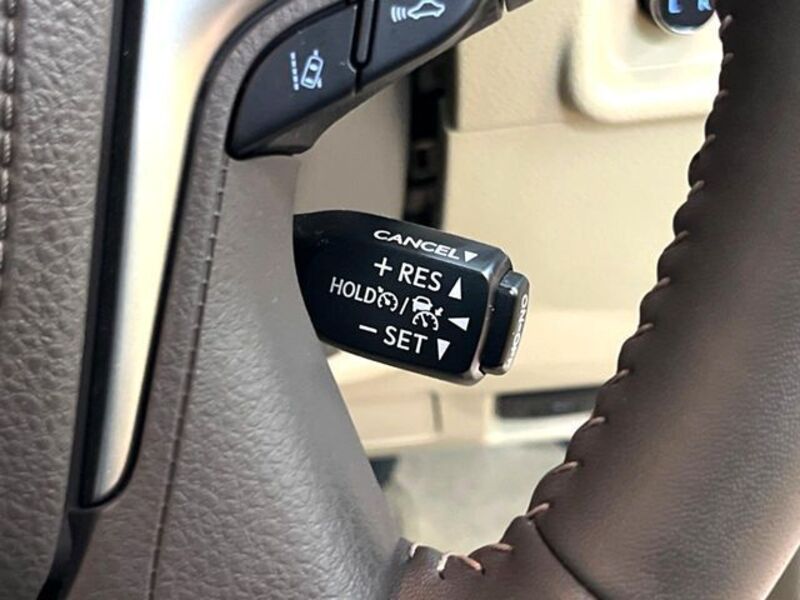 L R
CANCEL▼
+ RES ▲
HOLD / ◀
− SET ▼
ON-OFF